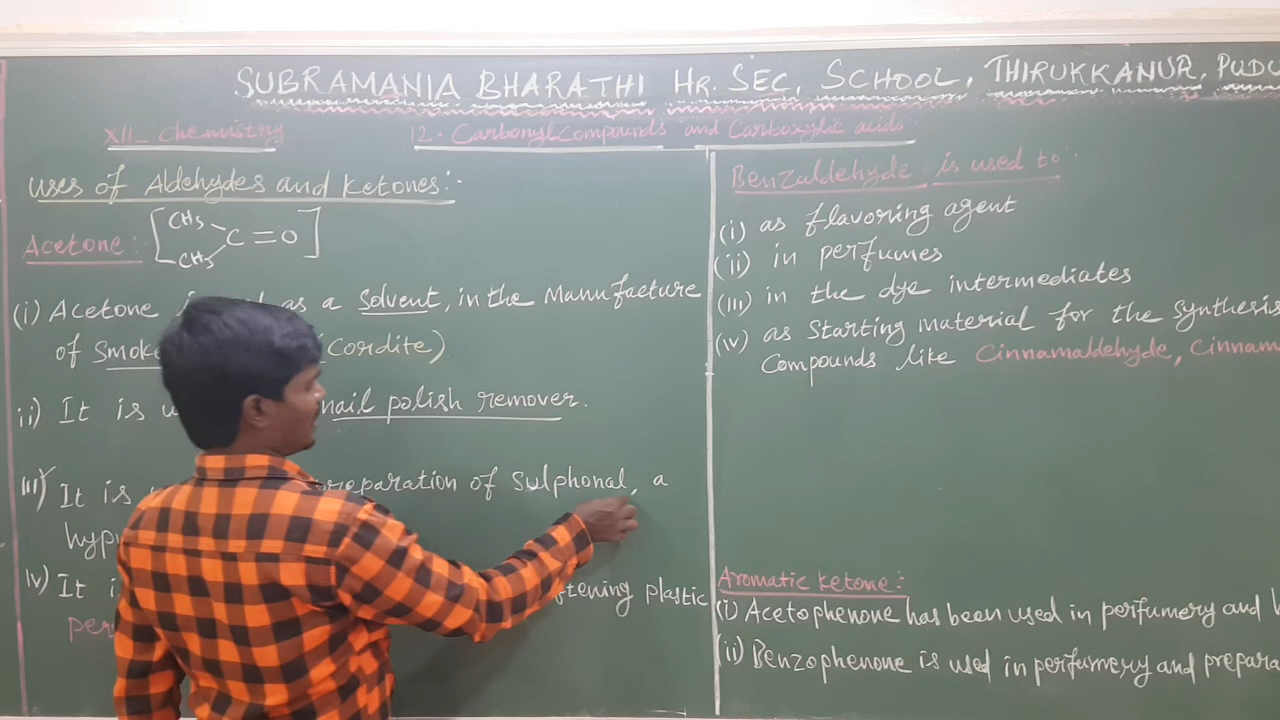 SUBRAMANIA BHARATHI HR. SEC. SCHOOL, THIRUKKANUR, PUDU
XII_ Chemistry
12. Carbonyl Compounds and Carboxylic acids
Uses of Aldehydes and Ketones:-
Acetone:-
CH3
CH3
C=O
(i) Acetone as a Solvent, in the Manufacture
of Smoke (Cordite)
ii) It is nail polish remover.
iii) It is preparation of Sulphonal, a
hyp
iv) It plastic
Benzaldehyde is used to:-
(i) as flavoring agent
(ii) in perfumes
(iii) in the dye intermediates
(iv) as starting material for the synthesis
Compounds like Cinnamaldehyde, Cinnam
Aromatic Ketone:-
(i) Acetophenone has been used in perfumery and
(ii) Benzophenone is used in perfumery and prepara